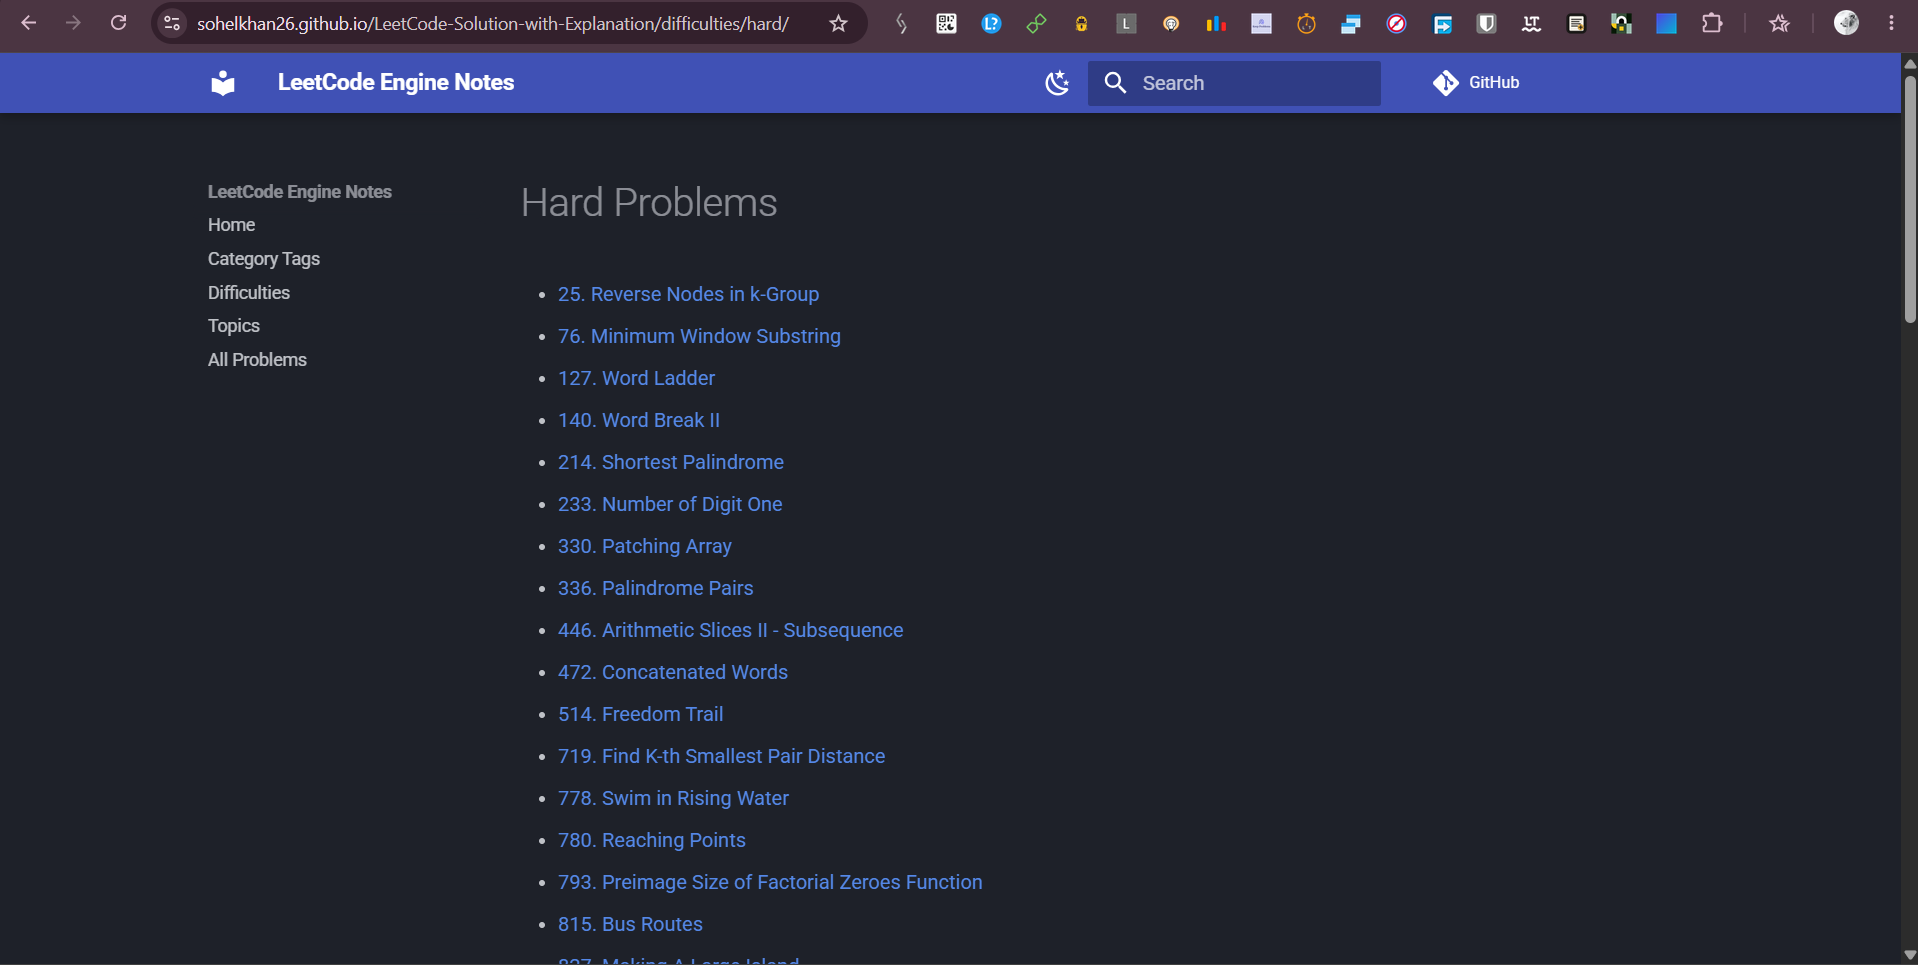 sohelkhan26.github.io/LeetCode-Solution-with-Explanation/difficulties/hard/
LeetCode Engine Notes
Search
GitHub
LeetCode Engine Notes
Home
Category Tags
Difficulties
Topics
All Problems
Hard Problems
25. Reverse Nodes in k-Group
76. Minimum Window Substring
127. Word Ladder
140. Word Break II
214. Shortest Palindrome
233. Number of Digit One
330. Patching Array
336. Palindrome Pairs
446. Arithmetic Slices II - Subsequence
472. Concatenated Words
514. Freedom Trail
719. Find K-th Smallest Pair Distance
778. Swim in Rising Water
780. Reaching Points
793. Preimage Size of Factorial Zeroes Function
815. Bus Routes
827. Making A Large Island